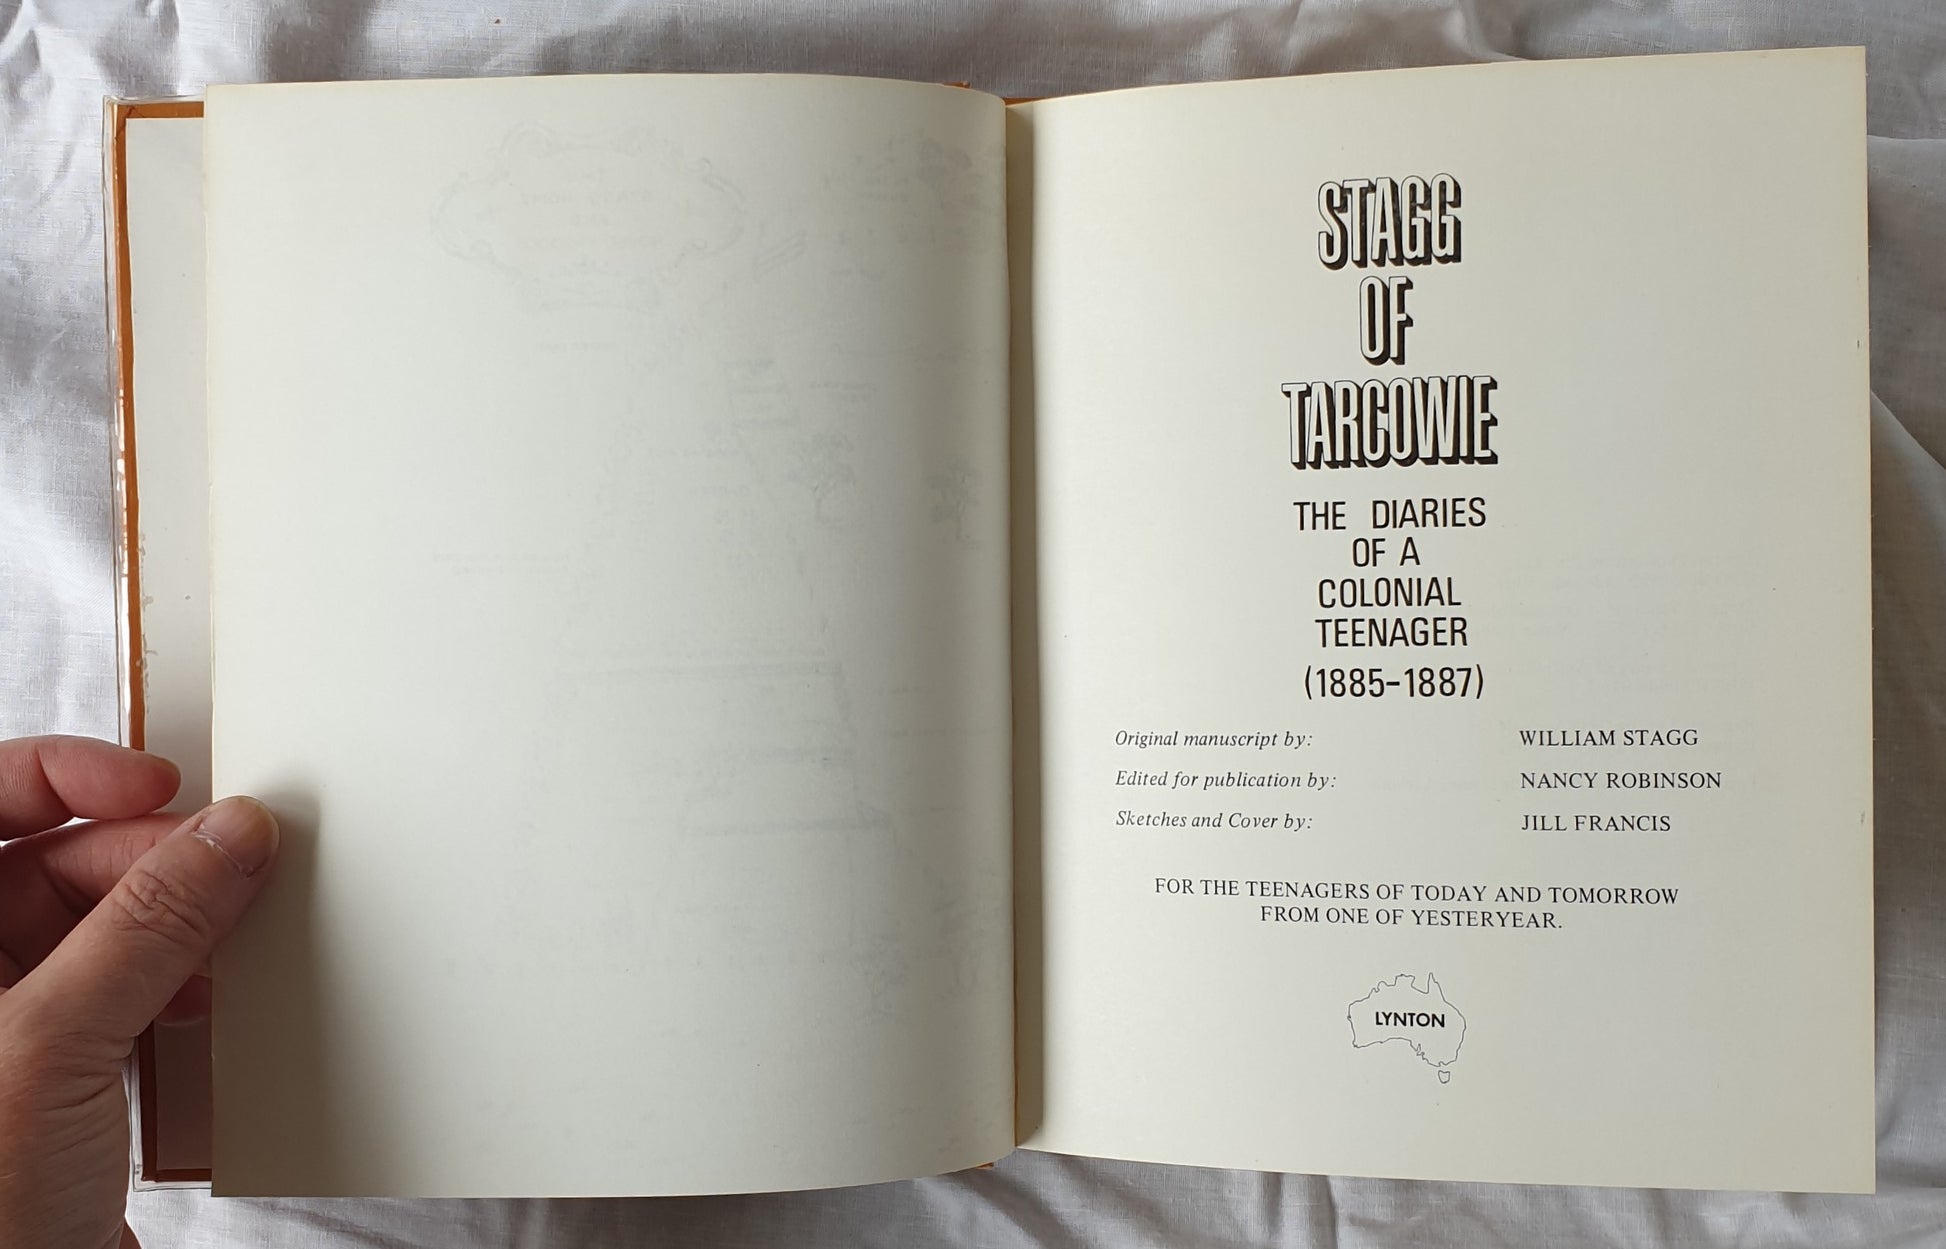 STAGG
OF
TARCOWIE
THE DIARIES
OF A
COLONIAL
TEENAGER
(1885-1887)
Original manuscript by: WILLIAM STAGG
Edited for publication by: NANCY ROBINSON
Sketches and Cover by: JILL FRANCIS
FOR THE TEENAGERS OF TODAY AND TOMORROW
FROM ONE OF YESTERYEAR.
LYNTON